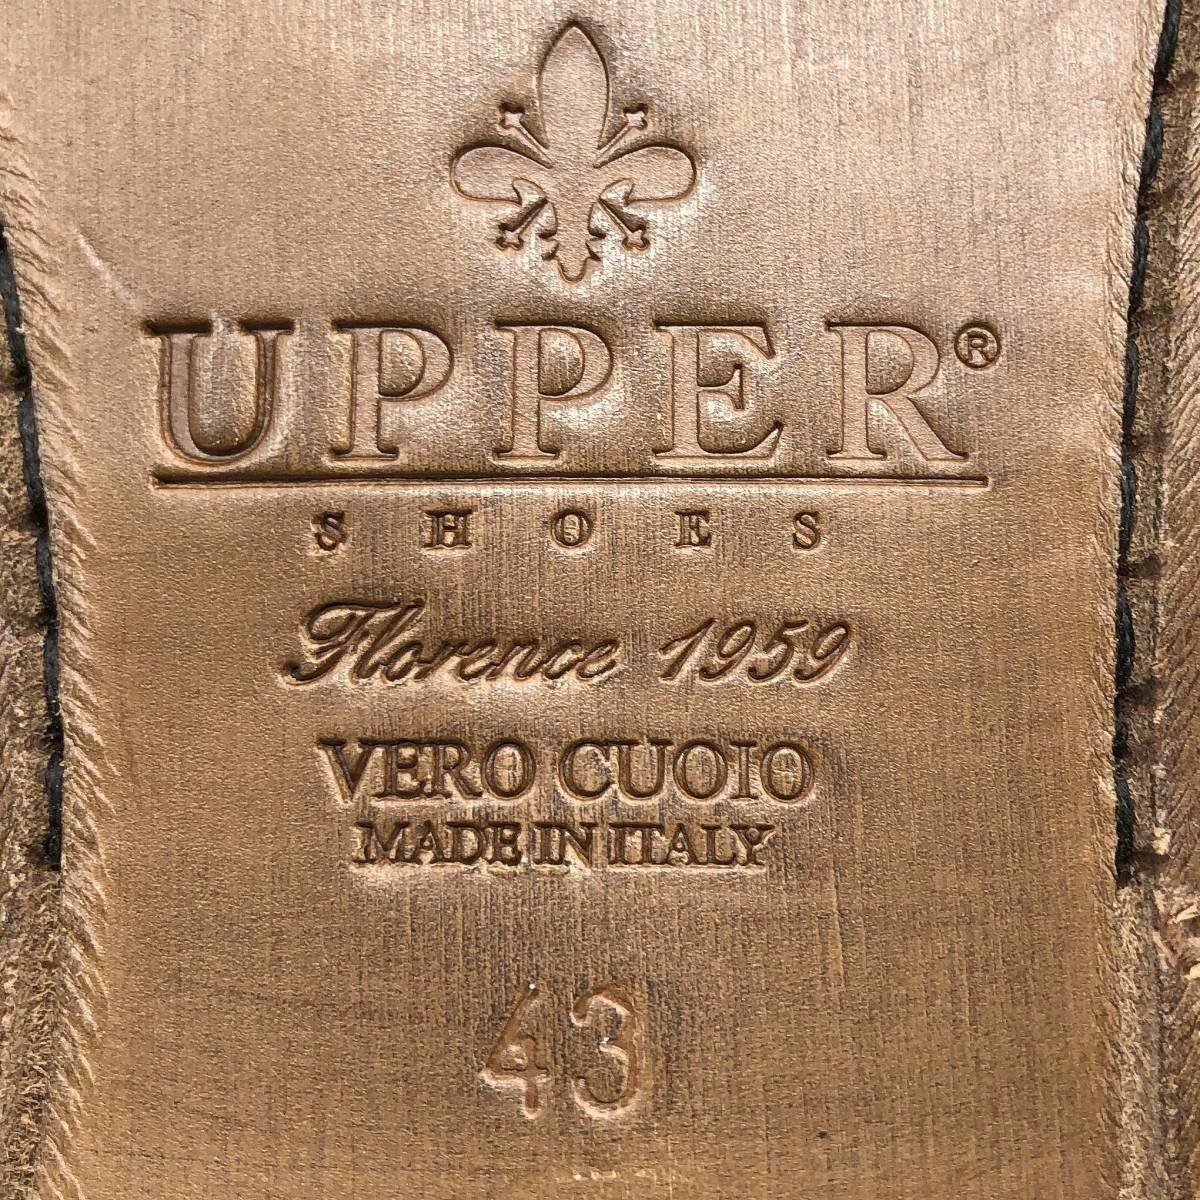 UPPER®
SHOES
Florence 1959
VERO CUOIO
MADE IN ITALY
43